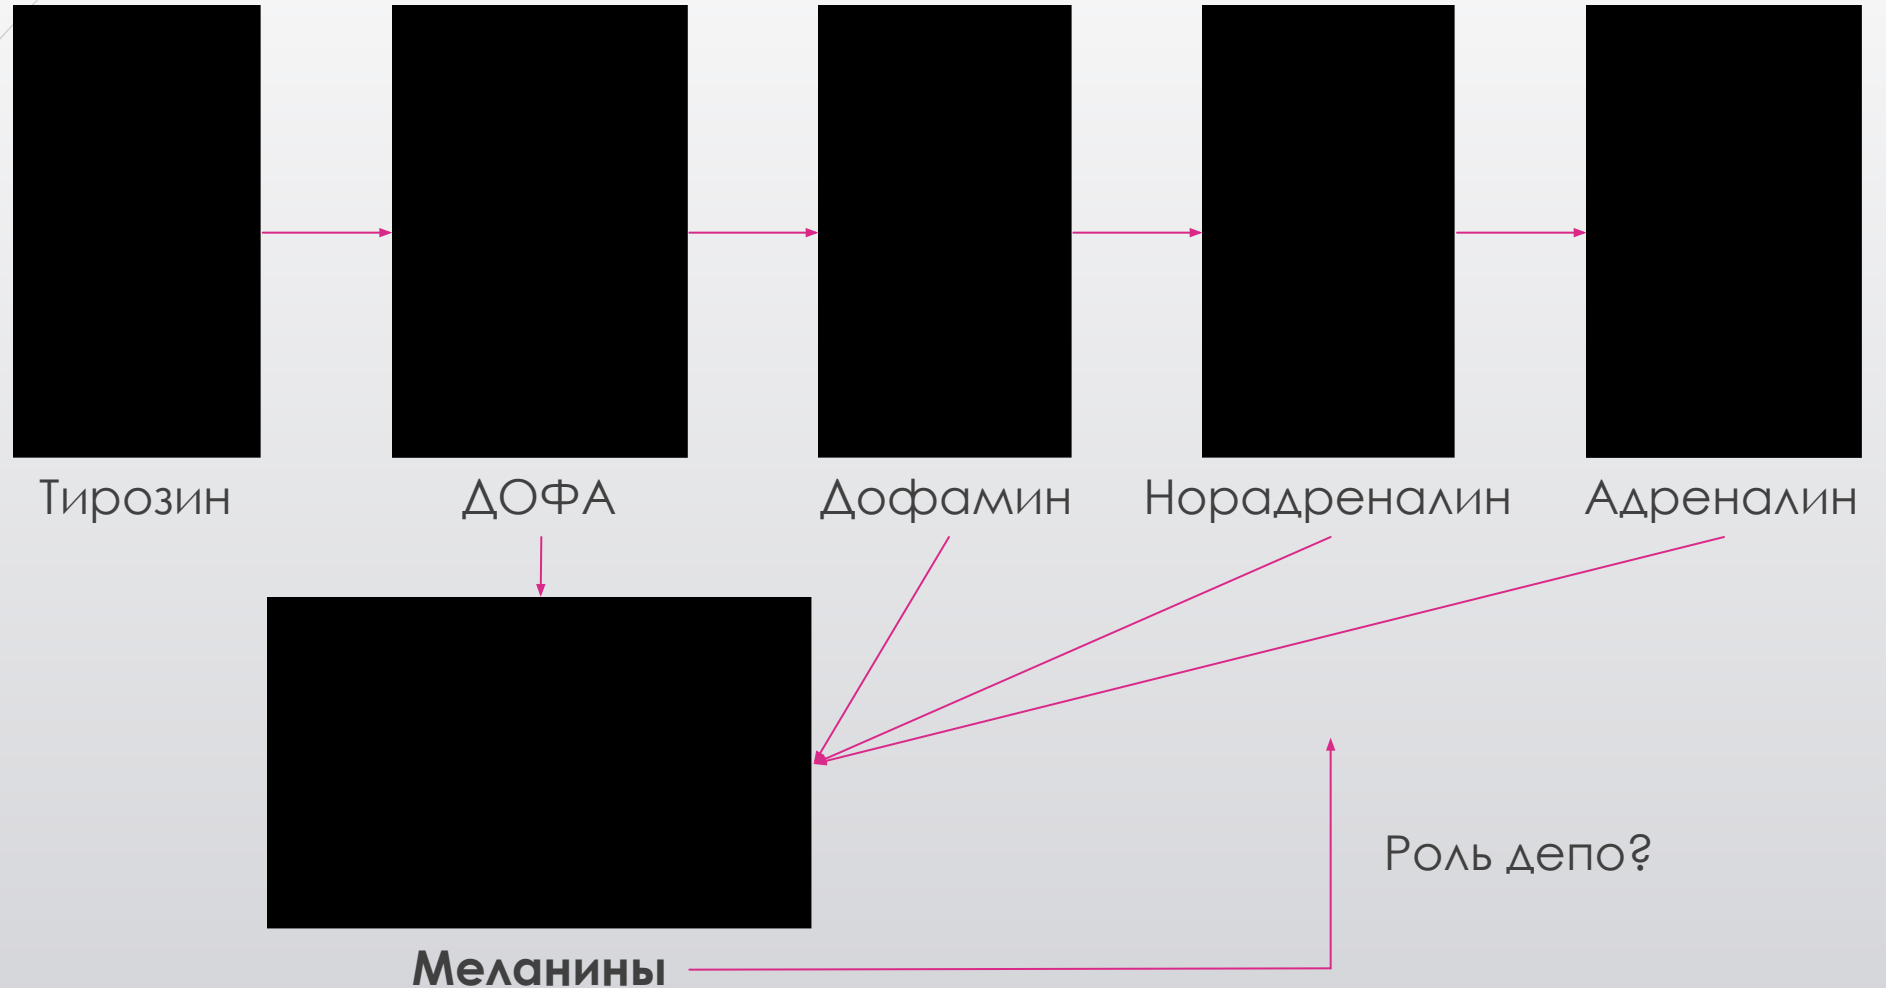 Тирозин
ДОФА
Дофамин
Норадреналин
Адреналин
Роль депо?
Меланины